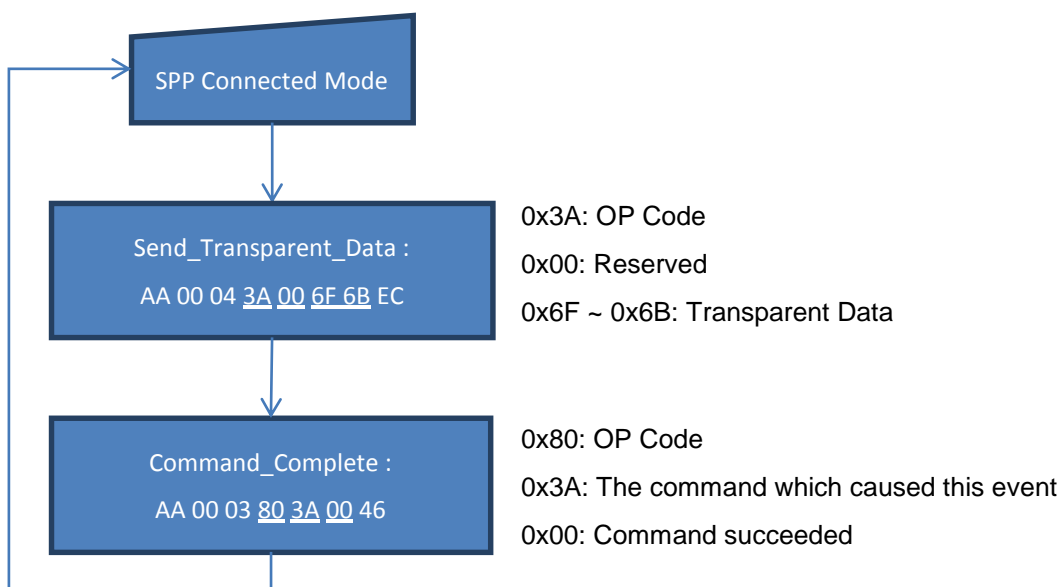 SPP Connected Mode
Send_Transparent_Data :
AA 00 04 3A 00 6F 6B EC
0x3A: OP Code
0x00: Reserved
0x6F ~ 0x6B: Transparent Data
Command_Complete :
AA 00 03 80 3A 00 46
0x80: OP Code
0x3A: The command which caused this event
0x00: Command succeeded